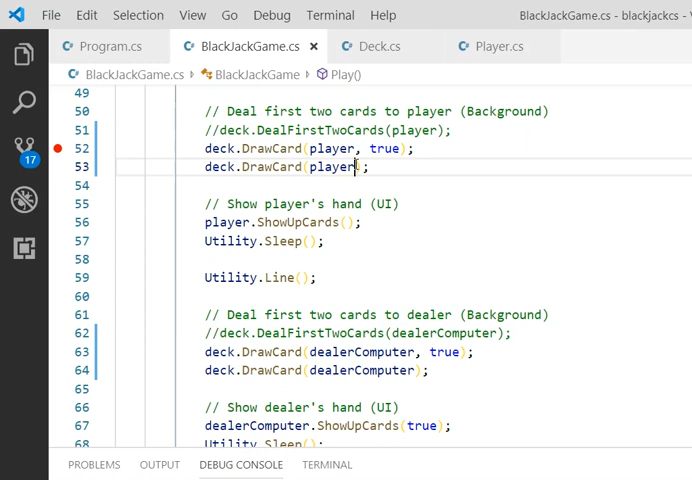 File Edit Selection View Go Debug Terminal Help BlackJackGame.cs - blackjackcs - V
Program.cs BlackJackGame.cs × Deck.cs Player.cs
BlackJackGame.cs > BlackJackGame > Play()
49
50 // Deal first two cards to player (Background)
51 //deck.DealFirstTwoCards(player);
52 deck.DrawCard(player, true);
53 deck.DrawCard(player);
54
55 // Show player's hand (UI)
56 player.ShowUpCards();
57 Utility.Sleep();
58
17
59 Utility.Line();
60
61 // Deal first two cards to dealer (Background)
62 //deck.DealFirstTwoCards(dealerComputer);
63 deck.DrawCard(dealerComputer, true);
64 deck.DrawCard(dealerComputer);
65
66 // Show dealer's hand (UI)
67 dealerComputer.ShowUpCards(true);
68 Utility.Sleep();
PROBLEMS OUTPUT DEBUG CONSOLE TERMINAL